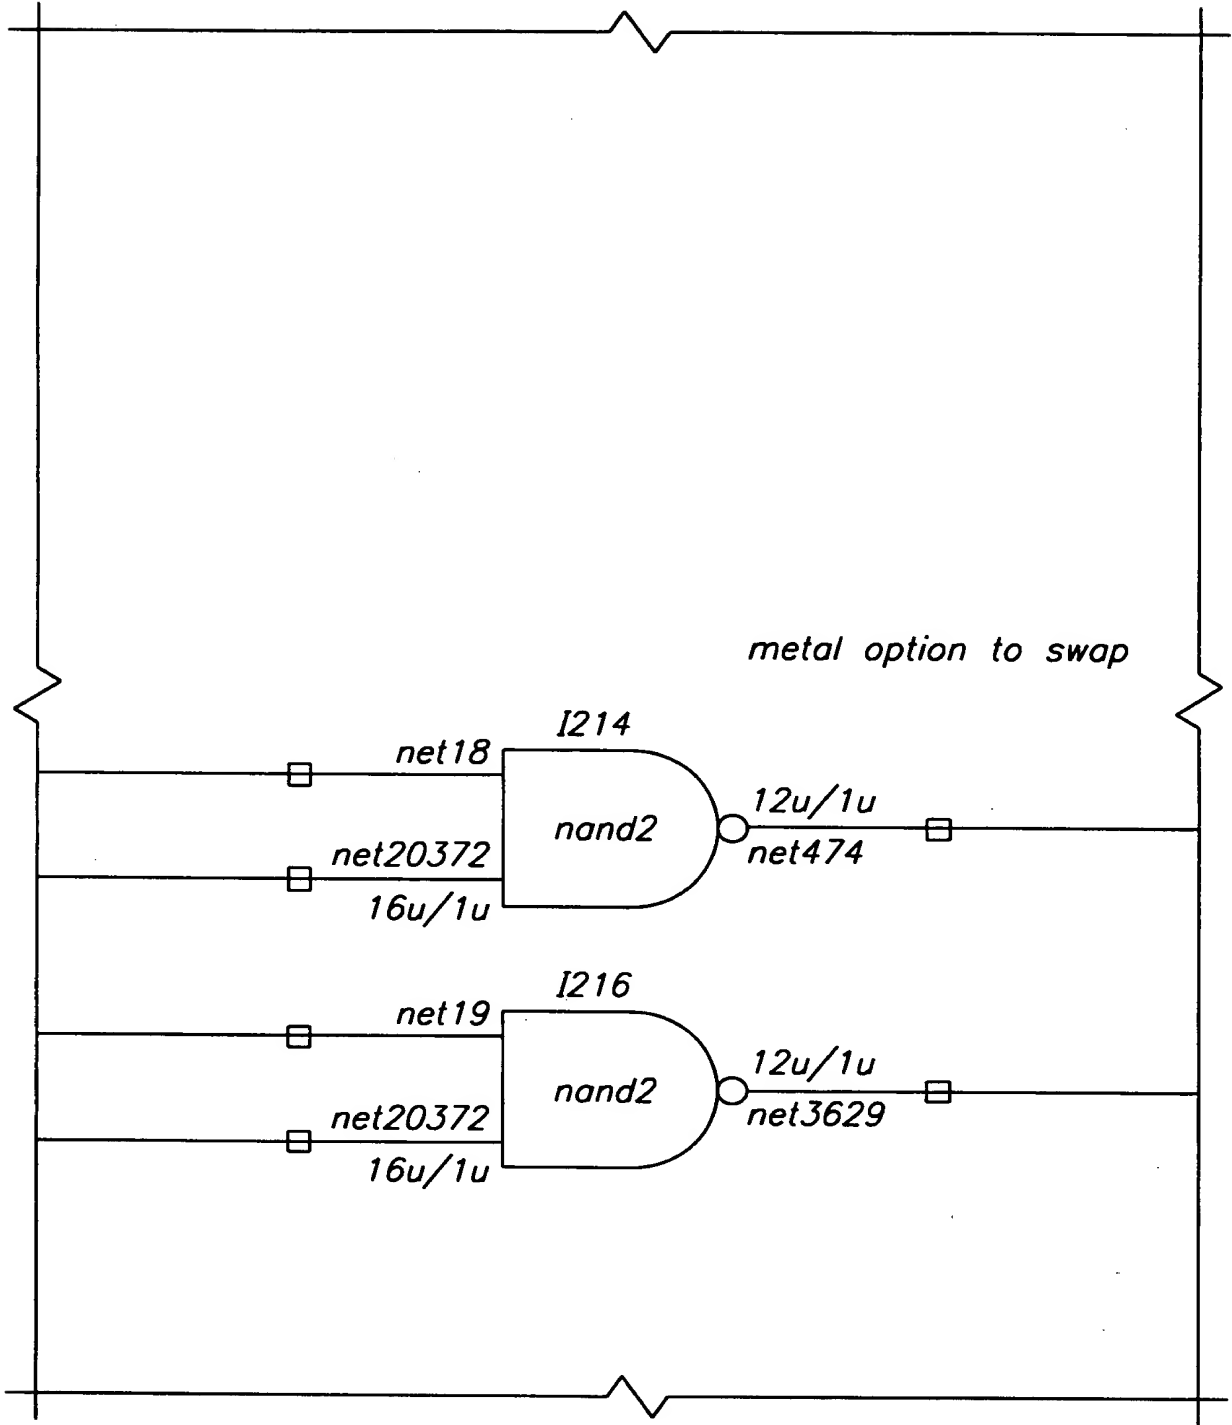 metal option to swap
I214
net18
12u/1u
nand2
net474
net20372
16u/1u
I216
net19
12u/1u
nand2
net3629
net20372
16u/1u